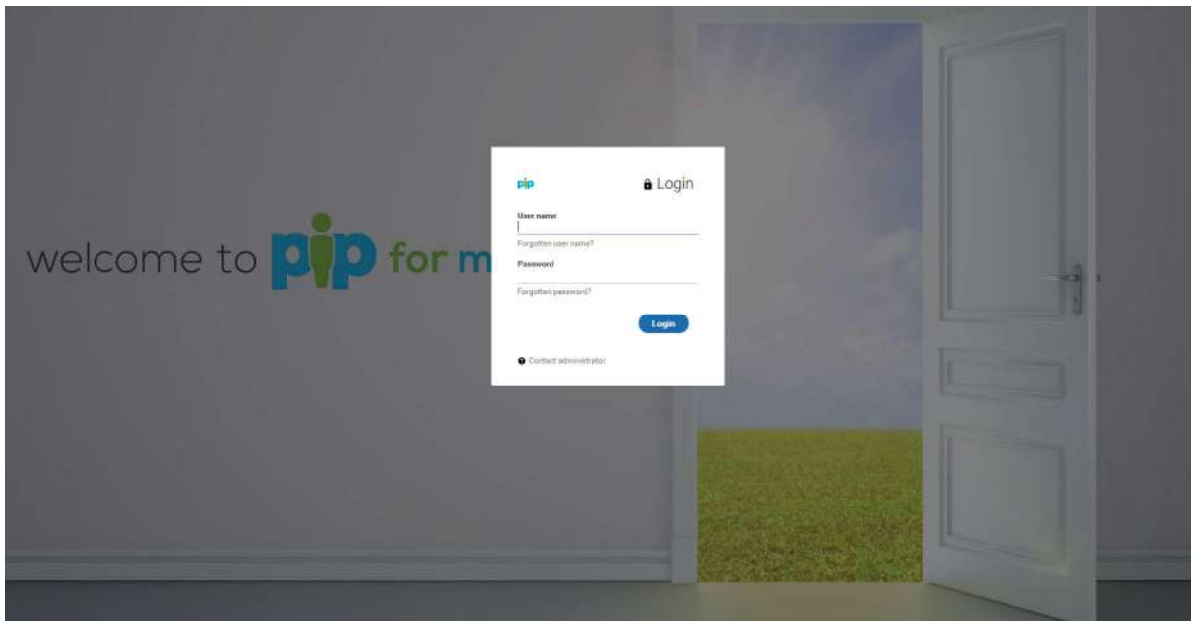 welcome to pip for m
pip
Login
User name
Forgotten user name?
Password
Forgotten password?
Login
Contact administrator